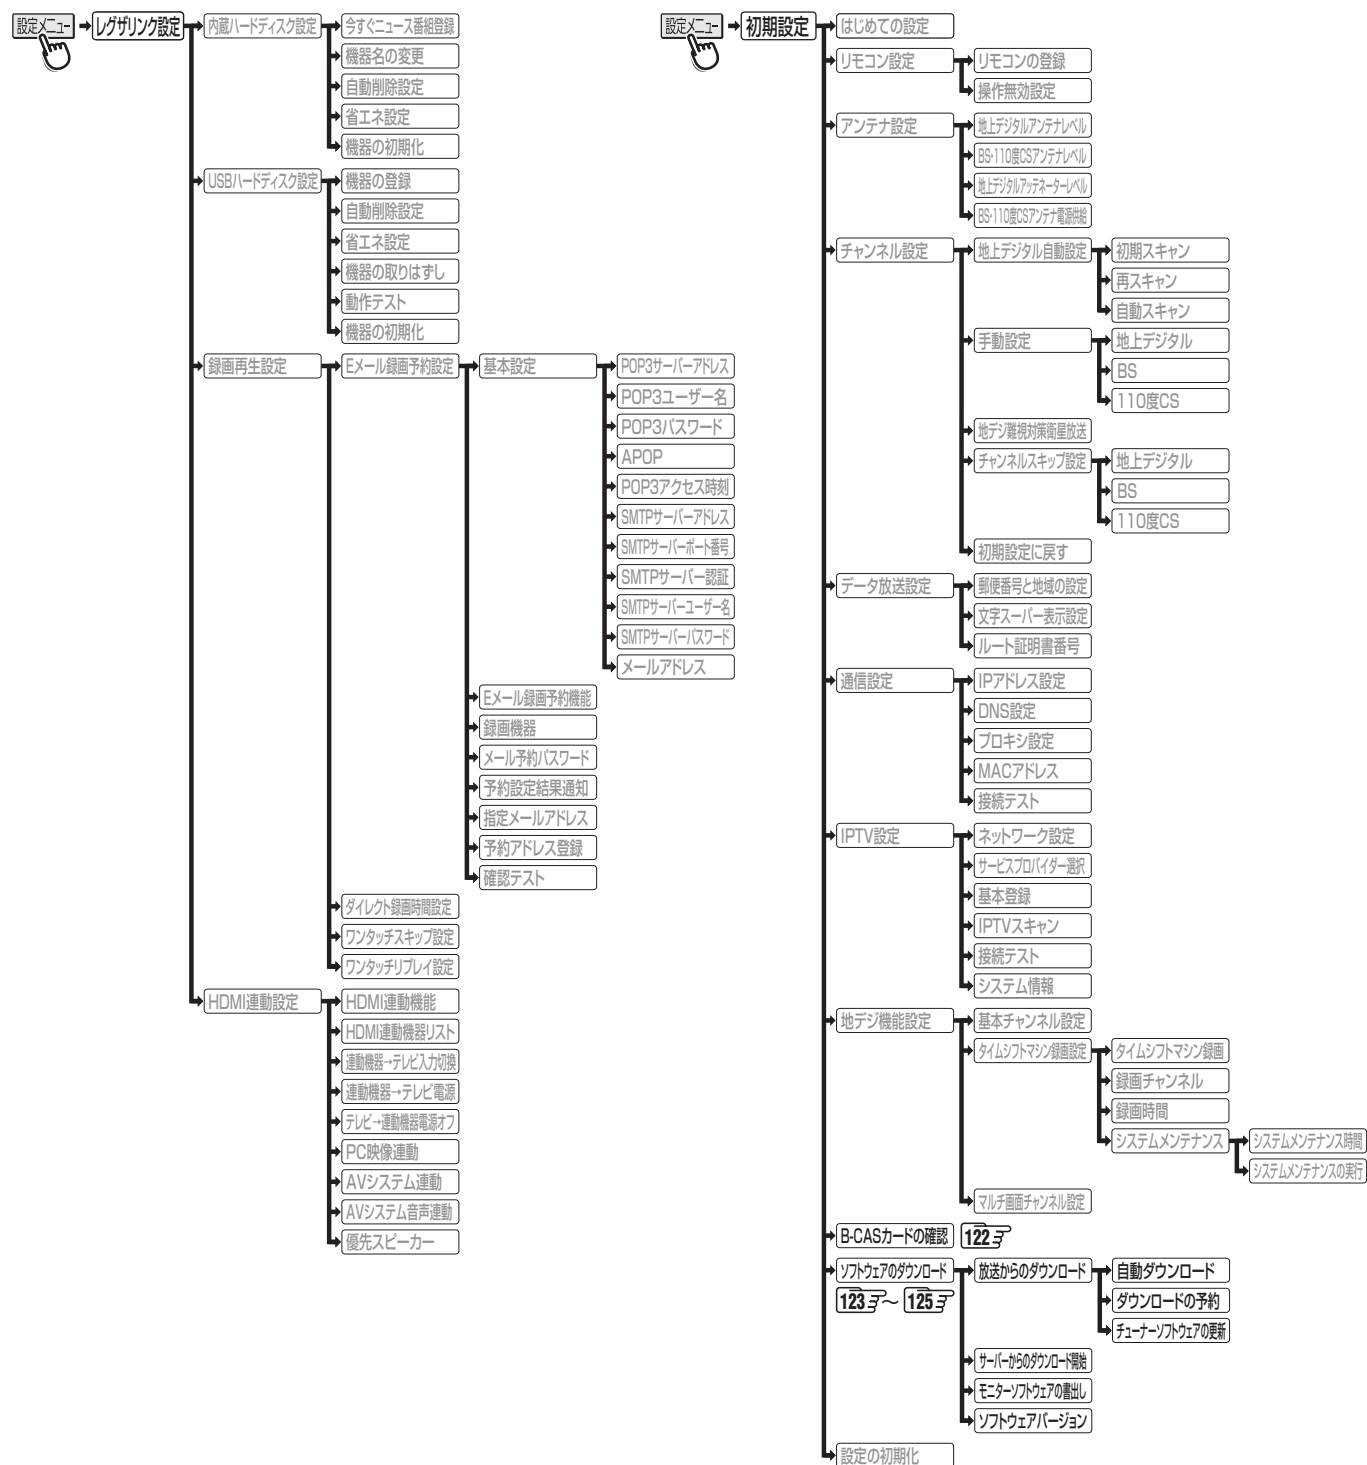 設定メニュー
レグザリンク設定
内蔵ハードディスク設定
今すぐニュース番組登録
機器名の変更
自動削除設定
省エネ設定
機器の初期化
USBハードディスク設定
機器の登録
自動削除設定
省エネ設定
機器の取りはずし
動作テスト
機器の初期化
録画再生設定
Eメール録画予約設定
基本設定
POP3サーバーアドレス
POP3ユーザー名
POP3パスワード
APOP
POP3アクセス時刻
SMTPサーバーアドレス
SMTPサーバーポート番号
SMTPサーバー認証
SMTPサーバーユーザー名
SMTPサーバーパスワード
メールアドレス
Eメール録画予約機能
録画機器
メール予約パスワード
予約設定結果通知
指定メールアドレス
予約アドレス登録
確認テスト
ダイレクト録画時間設定
ワンタッチスキップ設定
ワンタッチリプレイ設定
HDMI連動設定
HDMI連動機能
HDMI連動機器リスト
連動機器→テレビ入力切換
連動機器→テレビ電源
テレビ→連動機器電源オフ
PC映像連動
AVシステム連動
AVシステム音声連動
優先スピーカー
設定メニュー
初期設定
はじめての設定
リモコン設定
リモコンの登録
操作無効設定
アンテナ設定
地上デジタルアンテナレベル
BS・110度CSアンテナレベル
地上デジタルアッテネーターレベル
BS・110度CSアンテナ電源供給
チャンネル設定
地上デジタル自動設定
初期スキャン
再スキャン
自動スキャン
手動設定
地上デジタル
BS
110度CS
地デジ難視対策衛星放送
チャンネルスキップ設定
地上デジタル
BS
110度CS
初期設定に戻す
データ放送設定
郵便番号と地域の設定
文字スーパー表示設定
ルート証明書番号
通信設定
IPアドレス設定
DNS設定
プロキシ設定
MACアドレス
接続テスト
IPTV設定
ネットワーク設定
サービスプロバイダー選択
基本登録
IPTVスキャン
接続テスト
システム情報
地デジ機能設定
基本チャンネル設定
タイムシフトマシン録画設定
タイムシフトマシン録画
録画チャンネル
録画時間
システムメンテナンス
システムメンテナンス時間
システムメンテナンスの実行
マルチ画面チャンネル設定
B-CASカードの確認 122
ソフトウェアのダウンロード
123 ～ 125
放送からのダウンロード
自動ダウンロード
ダウンロードの予約
チューナーソフトウェアの更新
サーバーからのダウンロード開始
モニターソフトウェアの書出し
ソフトウェアバージョン
設定の初期化